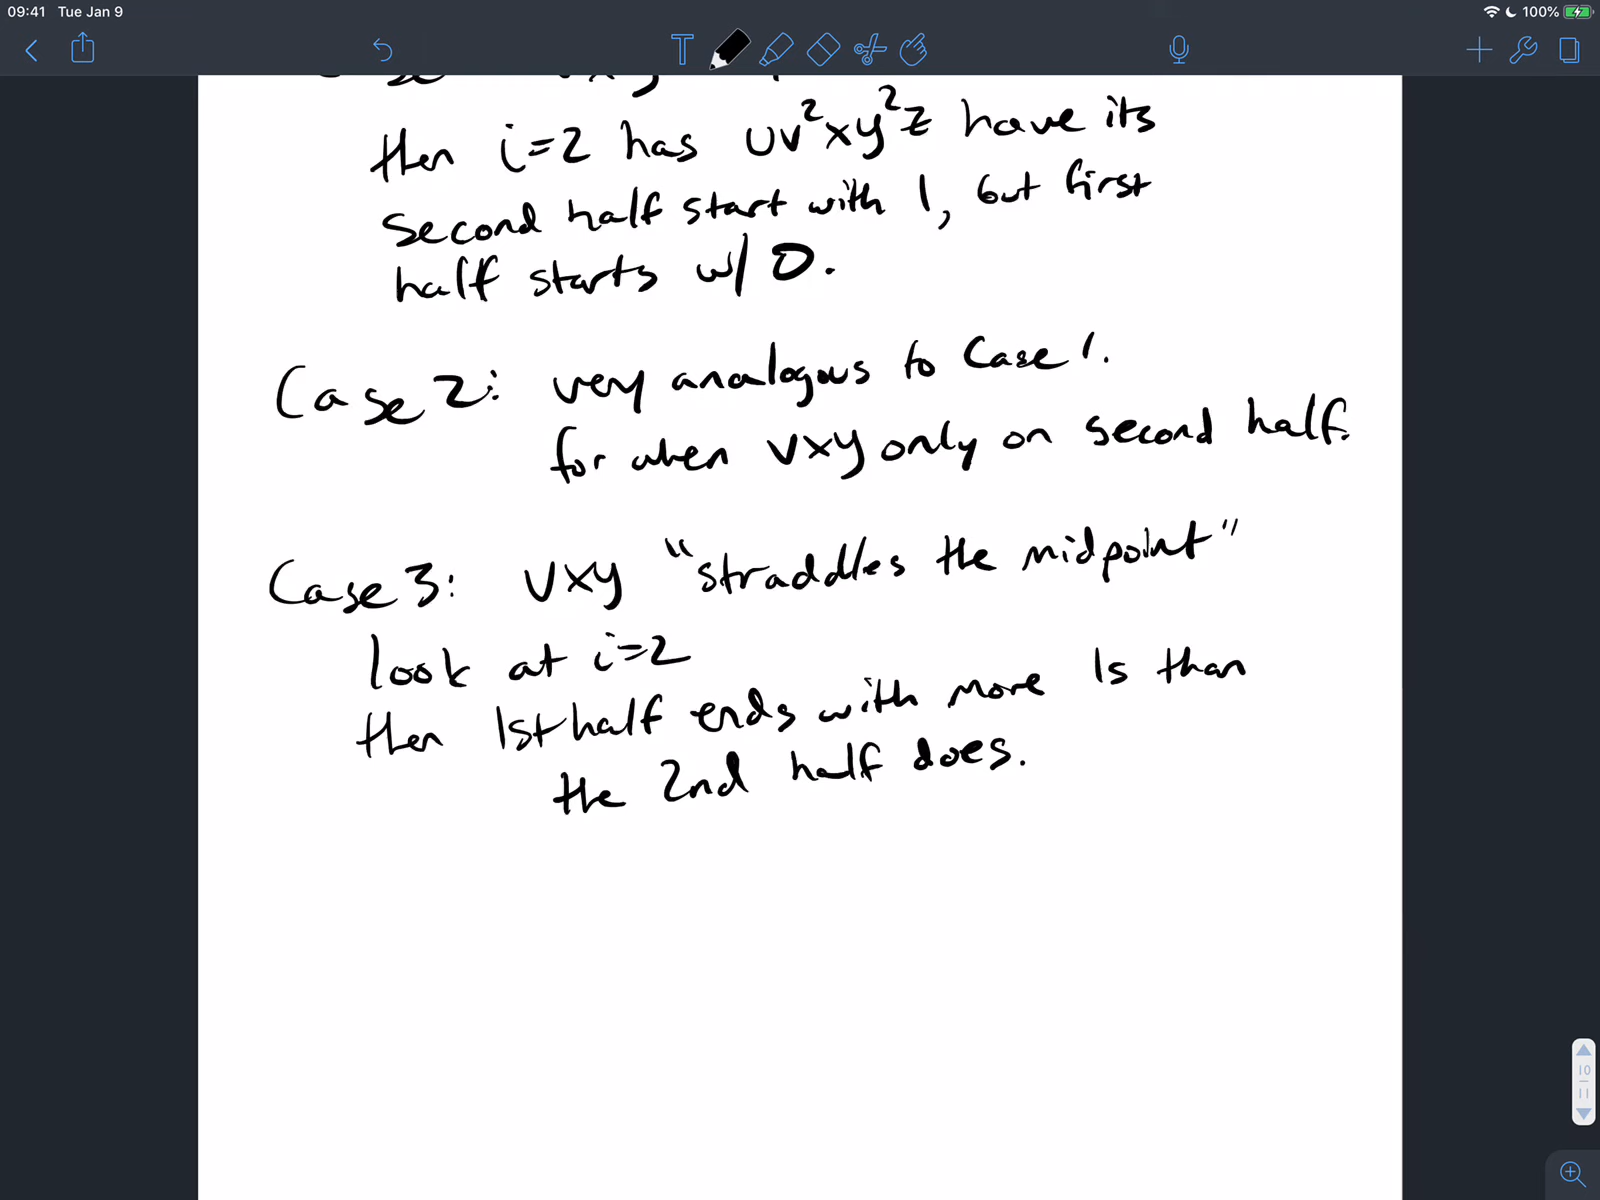 09:41 Tue Jan 9
100%
T
then i=2 has uv²xy²z have its
second half start with 1, but first
half starts w/ 0.
Case 2: very analogous to Case 1.
for when vxy only on second half.
Case 3: vxy "straddles the midpoint"
look at i=2
then 1st half ends with more 1s than
the 2nd half does.
10
11